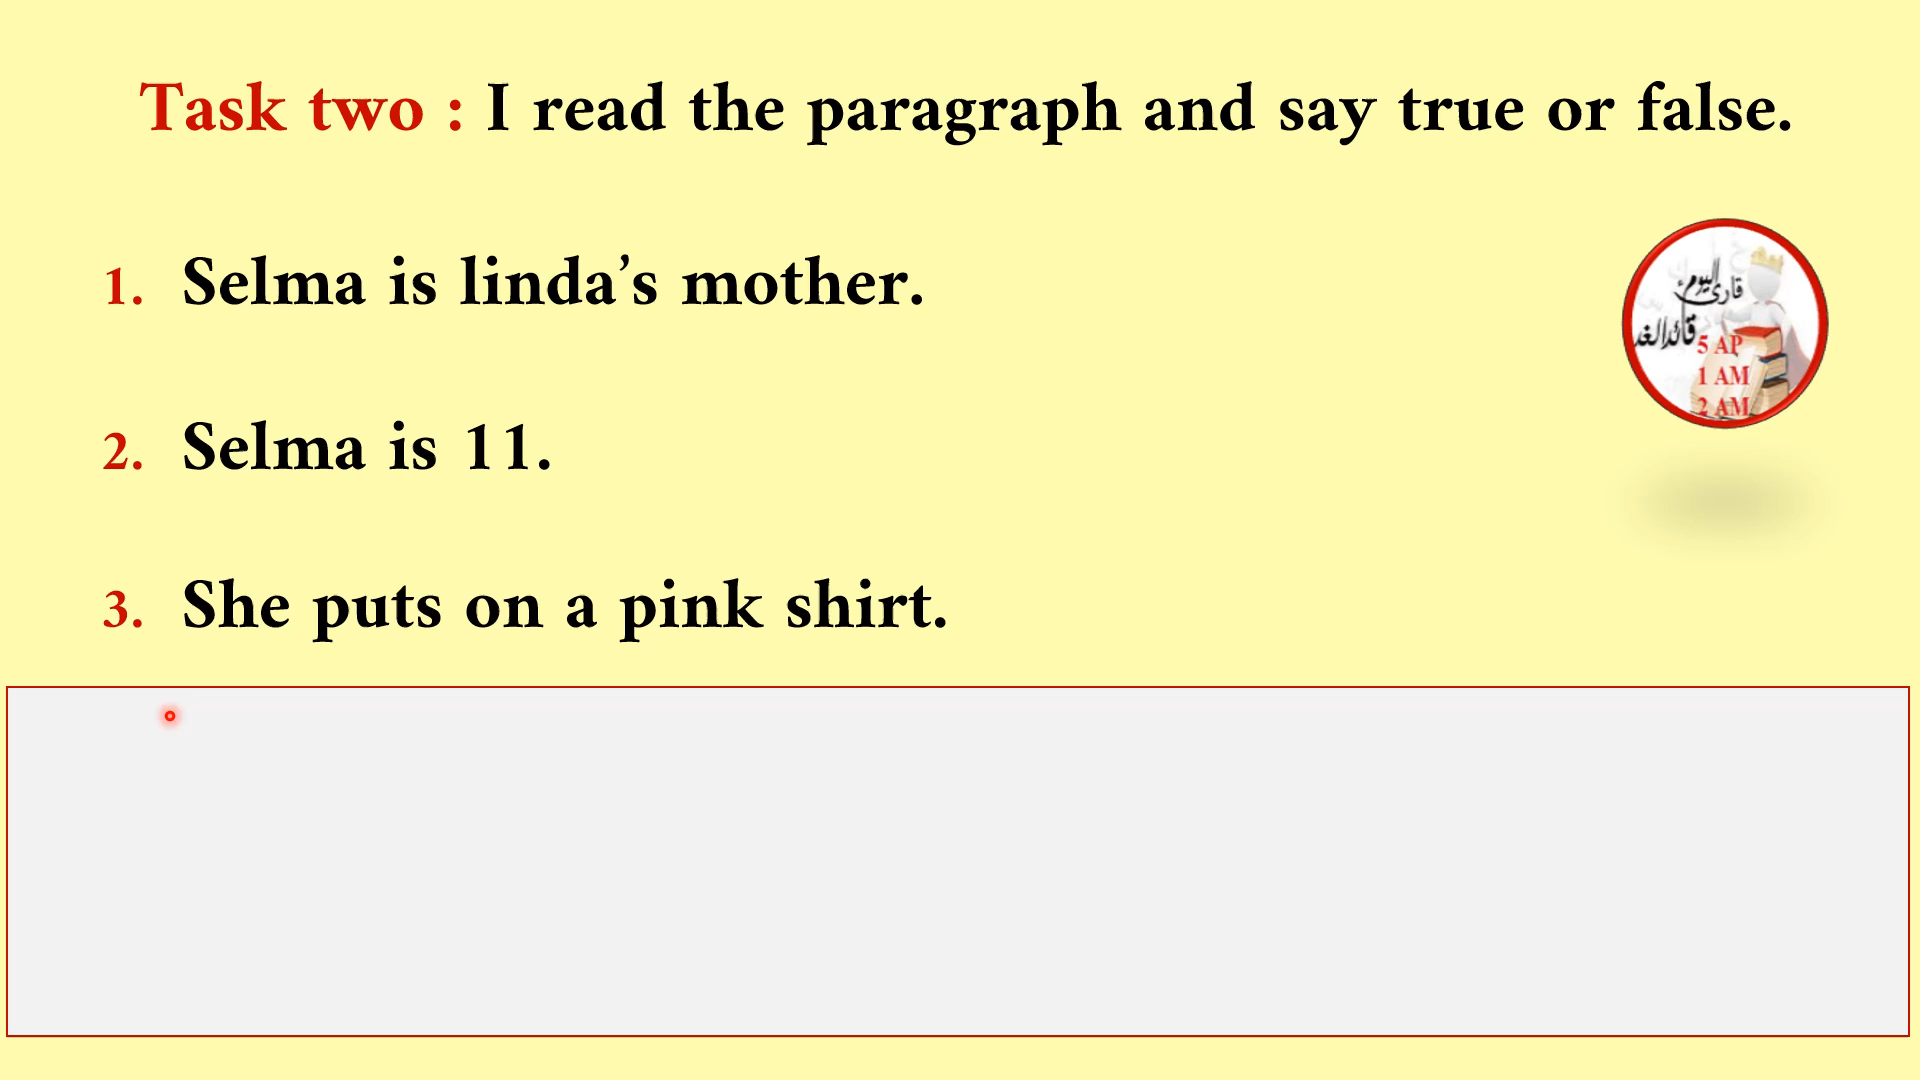 Task two : I read the paragraph and say true or false.
1. Selma is linda’s mother.
2. Selma is 11.
3. She puts on a pink shirt.
قارئ اليوم
قائد الغد
5 AP
1 AM
2 AM